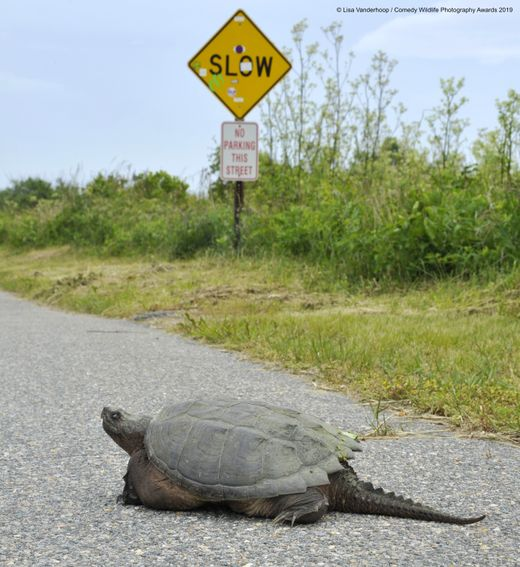 © Lisa Vanderhoop / Comedy Wildlife Photography Awards 2019
SLOW
NO
PARKING
THIS
STREET